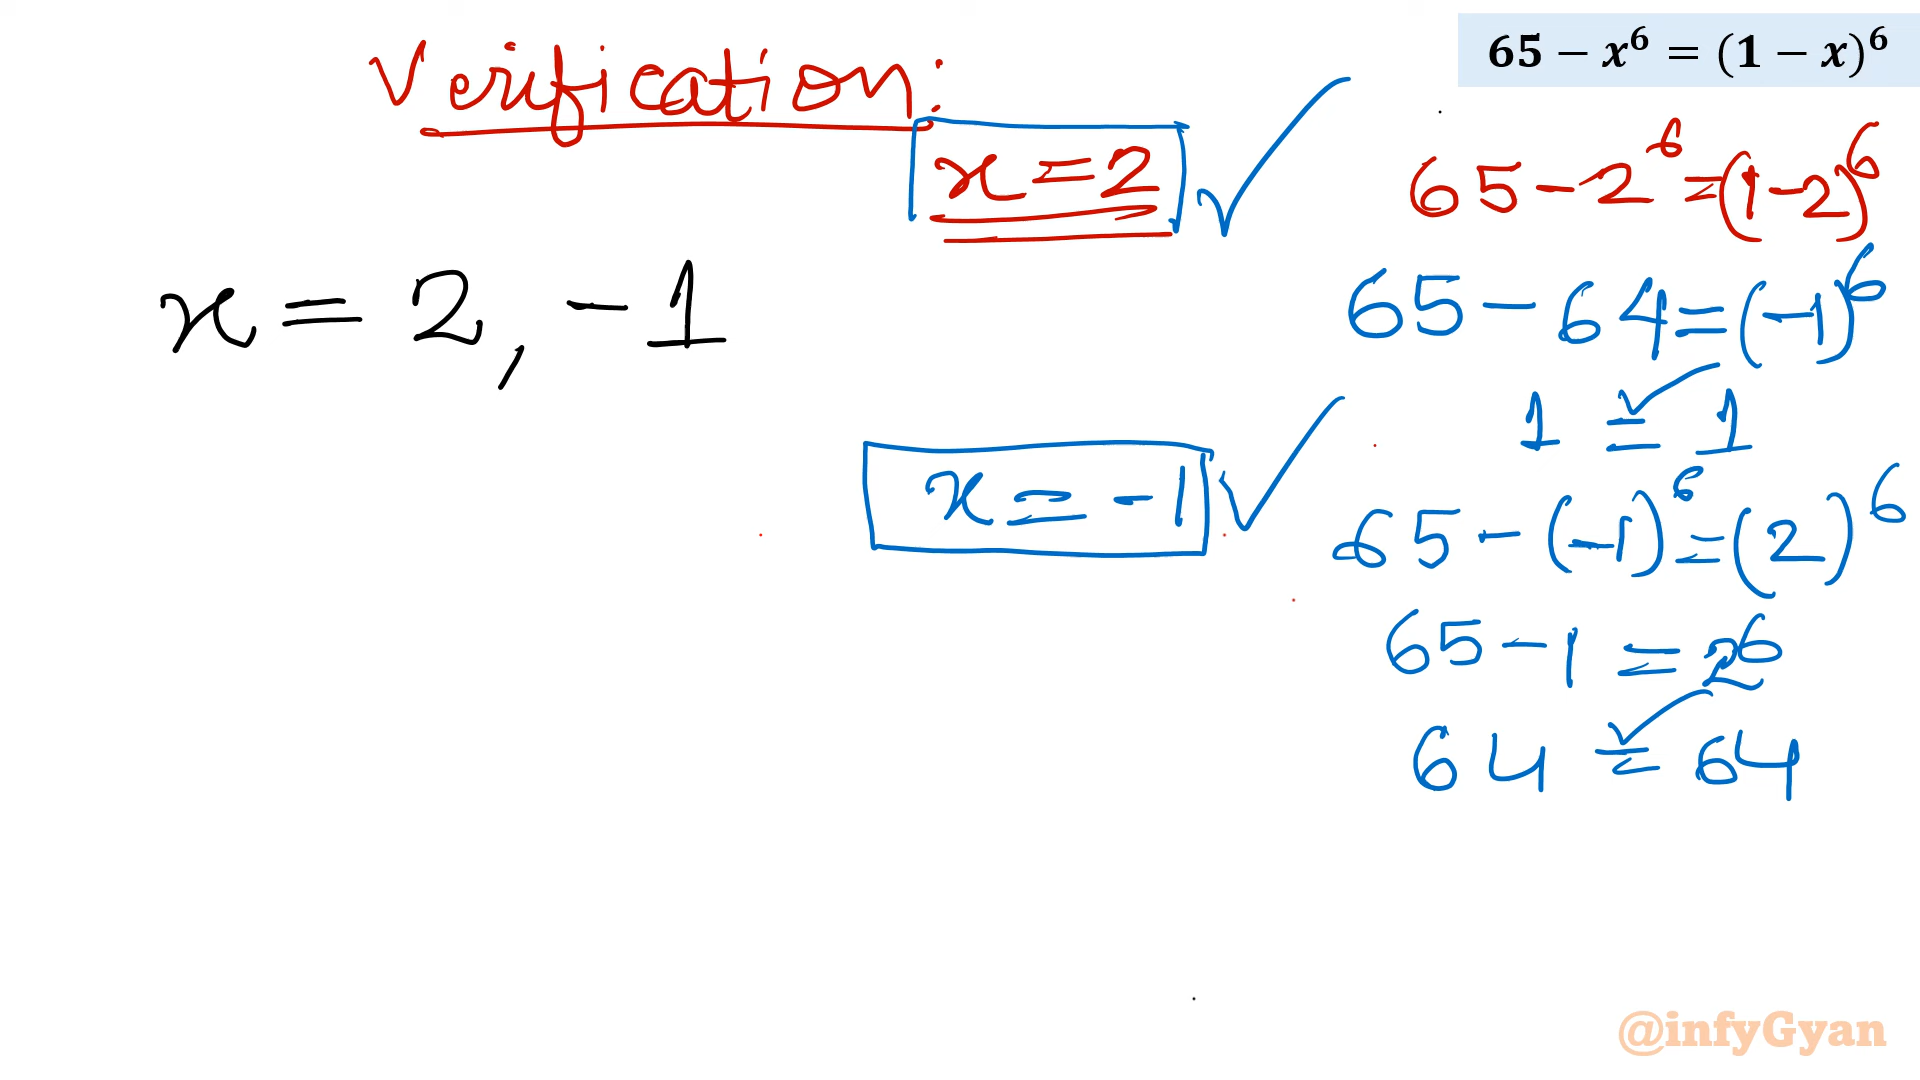 Verification:
65 − x⁶ = (1 − x)⁶
x = 2
65 − 2⁶ = (1 − 2)⁶
x = 2, −1
65 − 64 = (−1)⁶
1 = 1
x = −1
65 − (−1)⁶ = (2)⁶
65 − 1 = 2⁶
64 = 64
@infyGyan